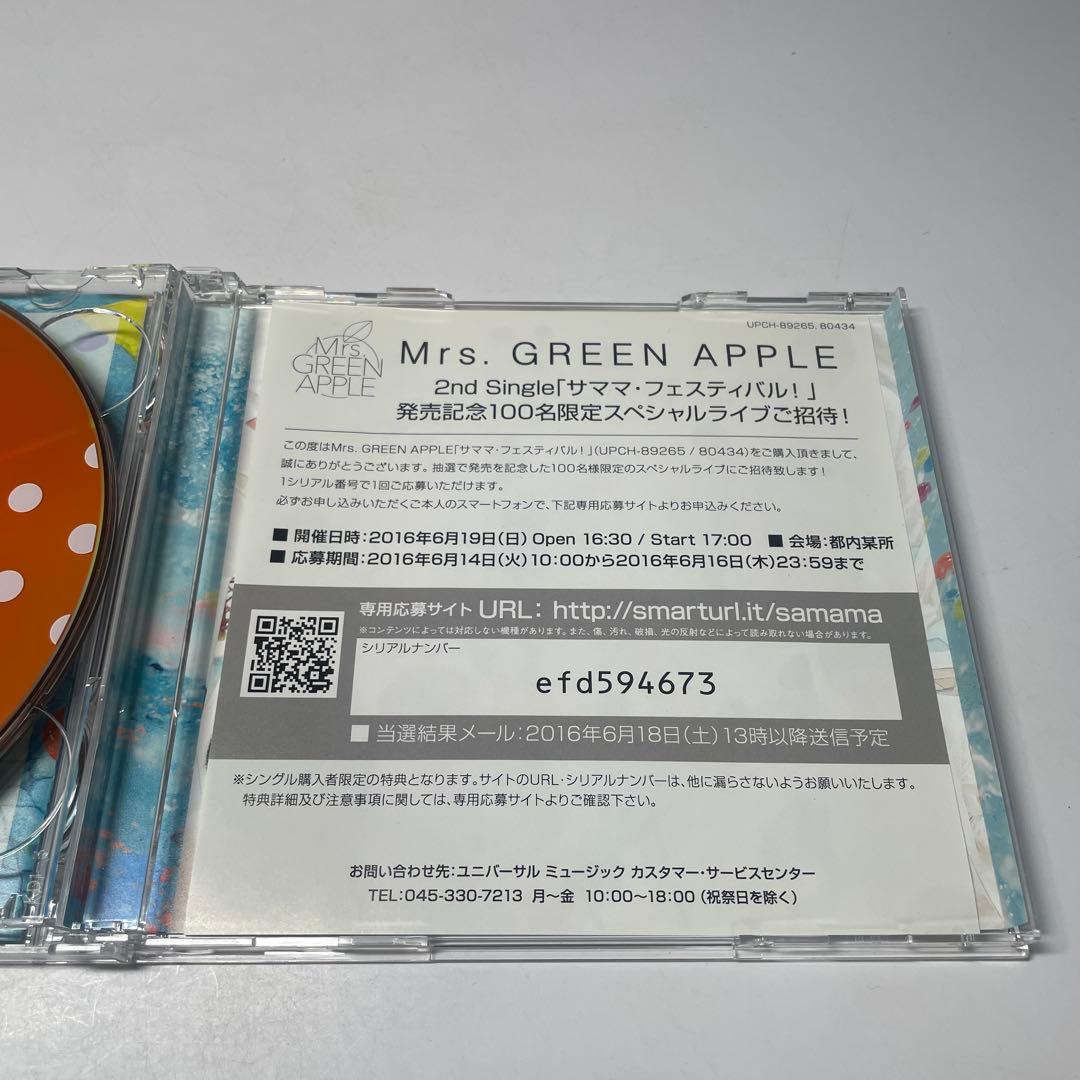 UPCH-89265, 80434
Mrs.
GREEN
APPLE
Mrs. GREEN APPLE
2nd Single「サママ・フェスティバル！」
発売記念100名限定スペシャルライブご招待！
この度はMrs. GREEN APPLE「サママ・フェスティバル！」（UPCH-89265 / 80434）をご購入頂きまして、
誠にありがとうございます。抽選で発売を記念した100名様限定のスペシャルライブにご招待致します！
1シリアル番号で1回ご応募いただけます。
必ずお申し込みいただくご本人のスマートフォンで、下記専用応募サイトよりお申込みください。
■ 開催日時：2016年6月19日（日） Open 16:30 / Start 17:00 ■ 会場：都内某所
■ 応募期間：2016年6月14日（火）10:00から2016年6月16日（木）23:59まで
専用応募サイト URL： http://smarturl.it/samama
※コンテンツによっては対応しない機種があります。また、傷、汚れ、破損、光の反射などによって読み取れない場合があります。
シリアルナンバー
efd594673
■ 当選結果メール：2016年6月18日（土）13時以降送信予定
※シングル購入者限定の特典となります。サイトのURL・シリアルナンバーは、他に漏らさないようお願いいたします。
特典詳細及び注意事項に関しては、専用応募サイトよりご確認下さい。
お問い合わせ先：ユニバーサル ミュージック カスタマー・サービスセンター
TEL：045-330-7213 月〜金 10:00〜18:00 （祝祭日を除く）